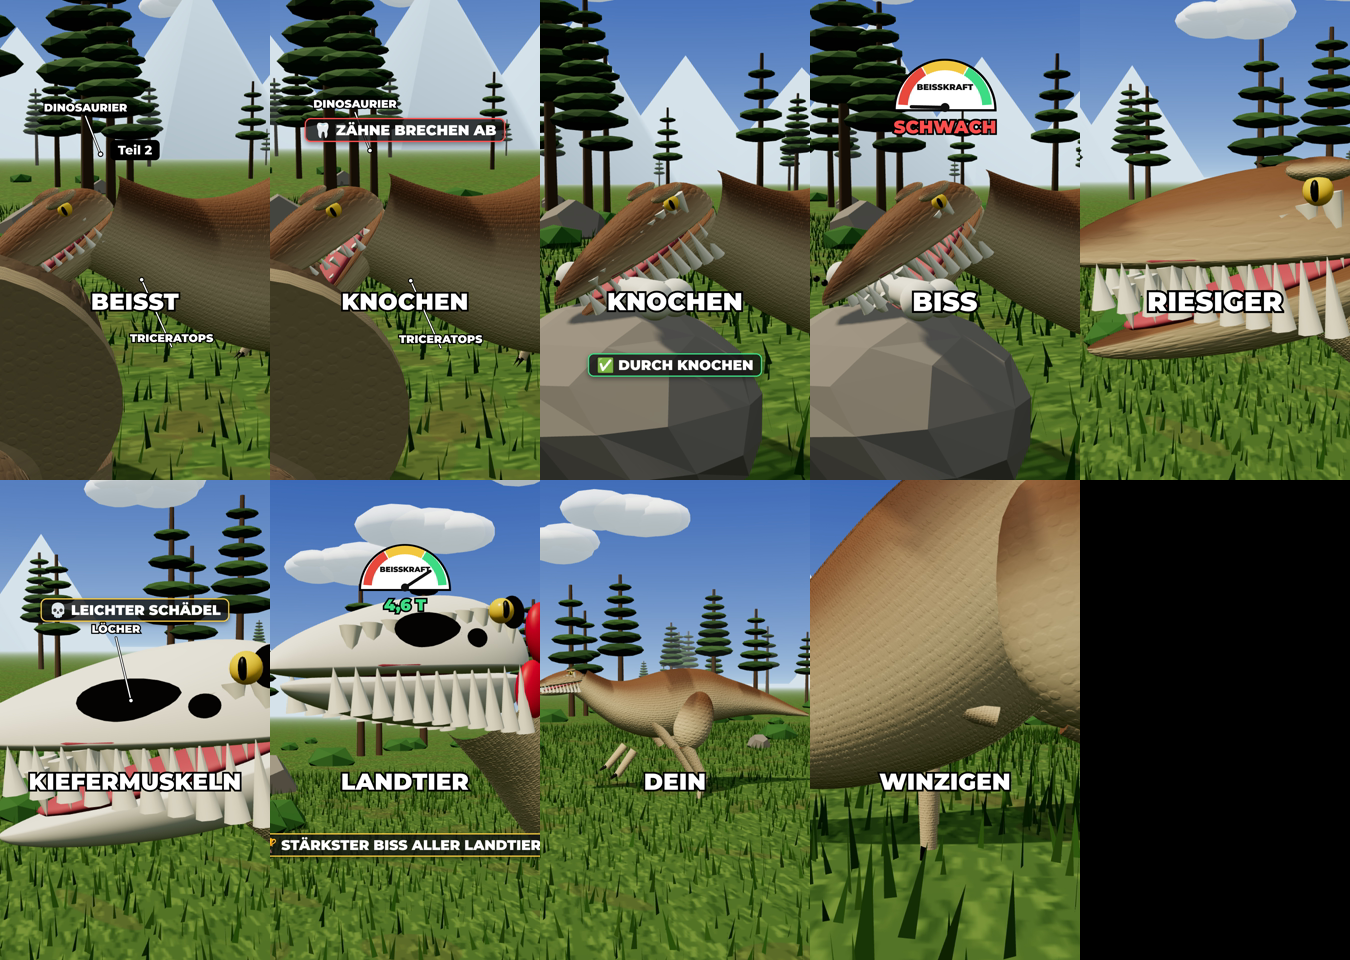 DINOSAURIER
Teil 2
BEISST
TRICERATOPS
DINOSAURIER
ZÄHNE BRECHEN AB
KNOCHEN
TRICERATOPS
KNOCHEN
DURCH KNOCHEN
BEISSKRAFT
SCHWACH
BISS
RIESIGER
LEICHTER SCHÄDEL
LÖCHER
KIEFERMUSKELN
BEISSKRAFT
4,6 T
LANDTIER
STÄRKSTER BISS ALLER LANDTIER
DEIN
WINZIGEN